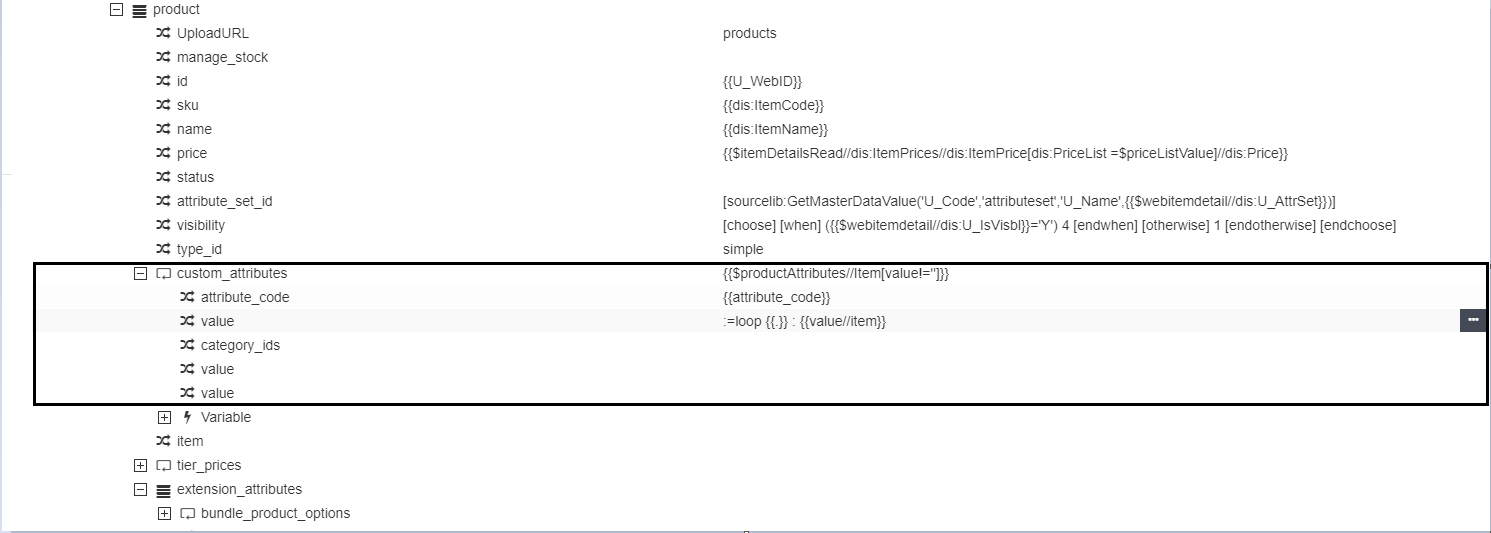 product
UploadURL products
manage_stock
id {{U_WebID}}
sku {{dis:ItemCode}}
name {{dis:ItemName}}
price {{$itemDetailsRead//dis:ItemPrices//dis:ItemPrice[dis:PriceList =$priceListValue]//dis:Price}}
status
attribute_set_id [sourcelib:GetMasterDataValue('U_Code','attributeset','U_Name',{{$webitemdetail//dis:U_AttrSet}})]
visibility [choose] [when] ({{$webitemdetail//dis:U_IsVisbl}}='Y') 4 [endwhen] [otherwise] 1 [endotherwise] [endchoose]
type_id simple
custom_attributes {{$productAttributes//Item[value!='']}}
attribute_code {{attribute_code}}
value :=loop {{.}} : {{value//item}}
category_ids
value
value
Variable
item
tier_prices
extension_attributes
bundle_product_options